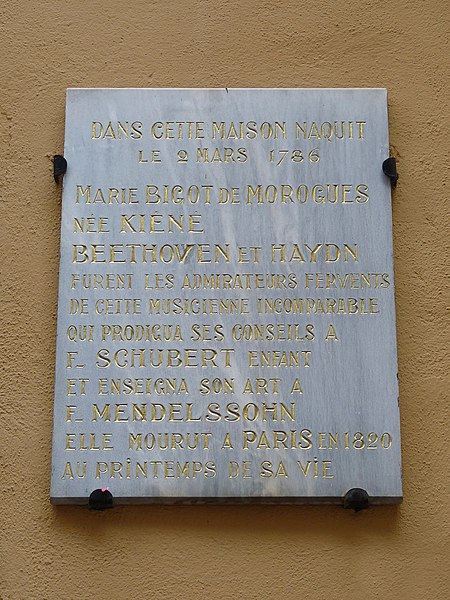 DANS CETTE MAISON NAQUIT
LE 2 MARS 1786
MARIE BIGOT DE MOROGUES
NÉE KIENÉ
BEETHOVEN ET HAYDN
FURENT LES ADMIRATEURS FERVENTS
DE CETTE MUSICIENNE INCOMPARABLE
QUI PRODIGUA SES CONSEILS A
F. SCHUBERT ENFANT
ET ENSEIGNA SON ART A
F. MENDELSSOHN
ELLE MOURUT A PARIS EN 1820
AU PRINTEMPS DE SA VIE